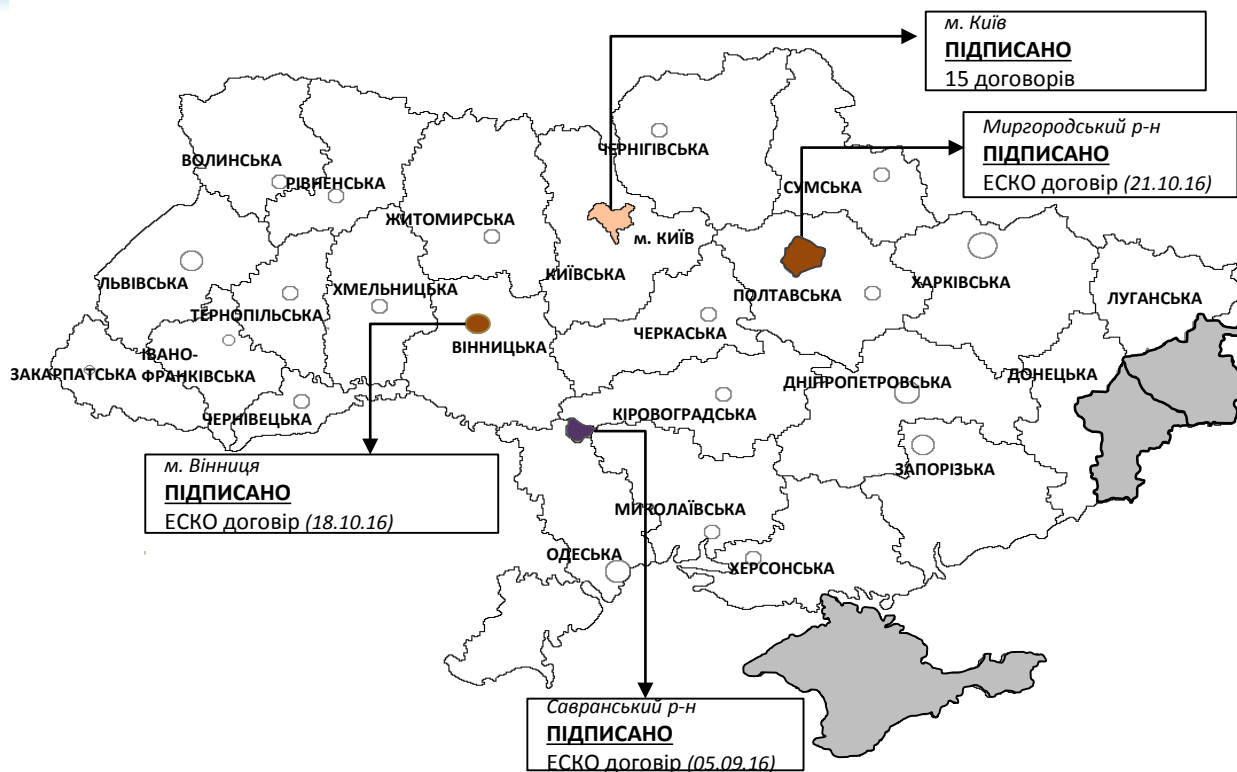 м. Київ
ПІДПИСАНО
15 договорів
Миргородський р-н
ПІДПИСАНО
ЕСКО договір (21.10.16)
ЧЕРНІГІВСЬКА
ВОЛИНСЬКА
РІВНЕНСЬКА
СУМСЬКА
ЖИТОМИРСЬКА
м. КИЇВ
КИЇВСЬКА
ЛЬВІВСЬКА
ХМЕЛЬНИЦЬКА
ПОЛТАВСЬКА
ХАРКІВСЬКА
ЛУГАНСЬКА
ТЕРНОПІЛЬСЬКА
ЧЕРКАСЬКА
ВІННИЦЬКА
ІВАНО-
ФРАНКІВСЬКА
ЗАКАРПАТСЬКА
ДНІПРОПЕТРОВСЬКА
ДОНЕЦЬКА
ЧЕРНІВЕЦЬКА
КІРОВОГРАДСЬКА
ЗАПОРІЗЬКА
м. Вінниця
ПІДПИСАНО
ЕСКО договір (18.10.16)
МИКОЛАЇВСЬКА
ОДЕСЬКА
ХЕРСОНСЬКА
Савранський р-н
ПІДПИСАНО
ЕСКО договір (05.09.16)